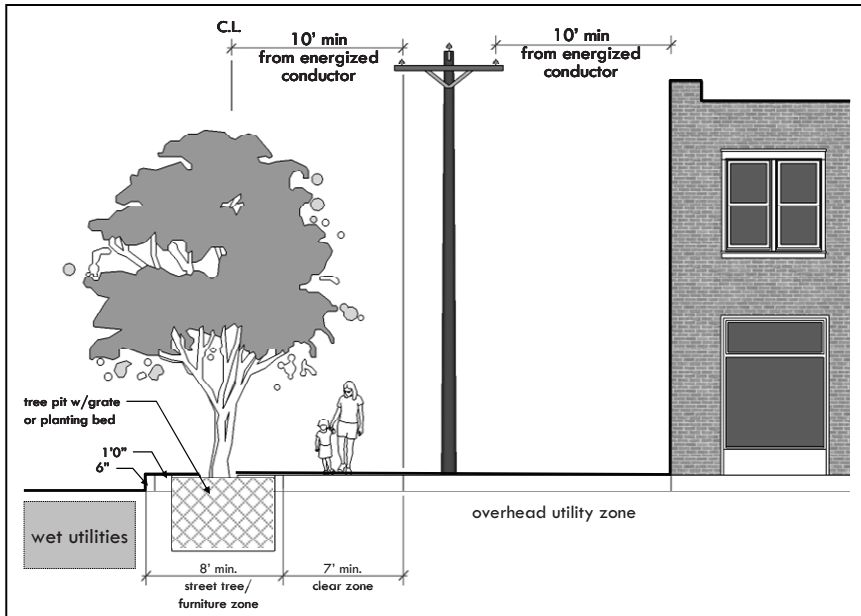 C.L.
10' min
from energized
conductor
10' min
from energized
conductor
tree pit w/grate
or planting bed
1'0"
6"
wet utilities
overhead utility zone
8' min.
street tree/
furniture zone
7' min.
clear zone